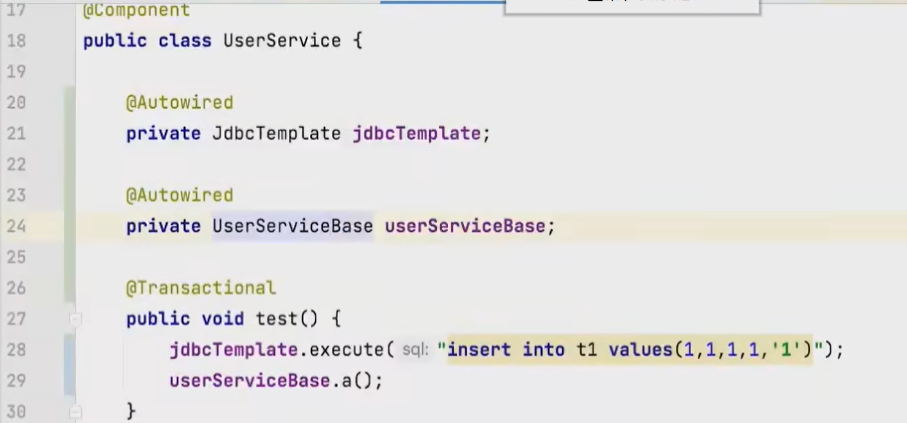 17 @Component
18 public class UserService {
19
20 @Autowired
21 private JdbcTemplate jdbcTemplate;
22
23 @Autowired
24 private UserServiceBase userServiceBase;
25
26 @Transactional
27 public void test() {
28 jdbcTemplate.execute( sql: "insert into t1 values(1,1,1,1,'1')");
29 userServiceBase.a();
30 }